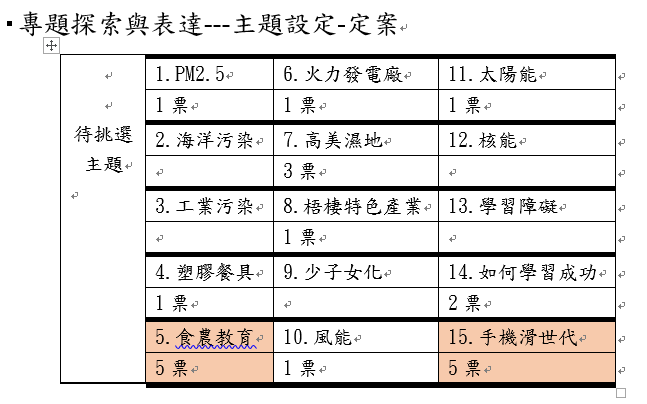 ▪專題探索與表達---主題設定-定案
待挑選
主題
1.PM2.5 6.火力發電廠 11.太陽能
1票 1票 1票
2.海洋污染 7.高美濕地 12.核能
3票
3.工業污染 8.梧棲特色產業 13.學習障礙
1票
4.塑膠餐具 9.少子女化 14.如何學習成功
1票 2票
5.食農教育 10.風能 15.手機滑世代
5票 1票 5票